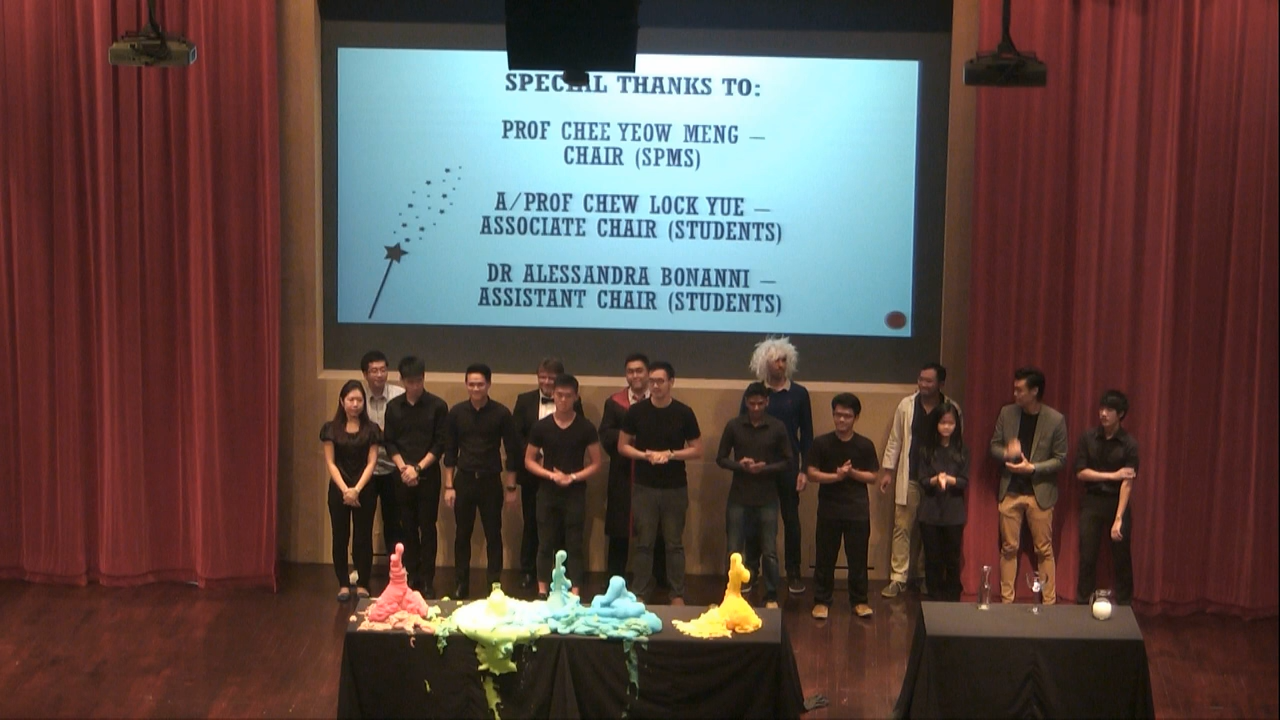 SPECIAL THANKS TO:
PROF CHEE YEOW MENG –
CHAIR (SPMS)
A/PROF CHEW LOCK YUE –
ASSOCIATE CHAIR (STUDENTS)
DR ALESSANDRA BONANNI –
ASSISTANT CHAIR (STUDENTS)